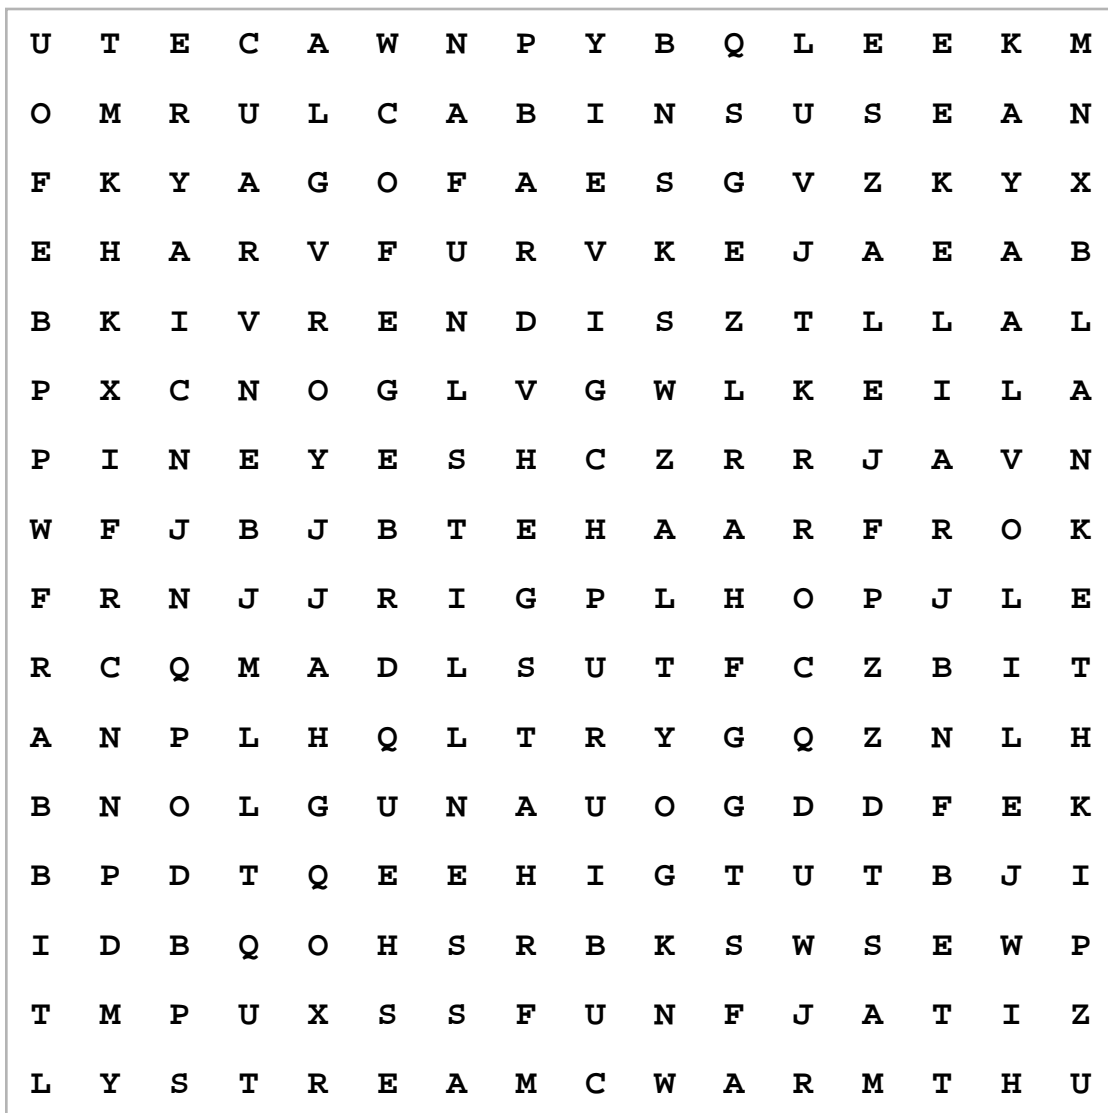 U T E C A W N P Y B Q L E E K M
O M R U L C A B I N S U S E A N
F K Y A G O F A E S G V Z K Y X
E H A R V F U R V K E J A E A B
B K I V R E N D I S Z T L L A L
P X C N O G L V G W L K E I L A
P I N E Y E S H C Z R R J A V N
W F J B J B T E H A A R F R O K
F R N J J R I G P L H O P J L E
R C Q M A D L S U T F C Z B I T
A N P L H Q L T R Y G Q Z N L H
B N O L G U N A U O G D D F E K
B P D T Q E E H I G T U T B J I
I D B Q O H S R B K S W S E W P
T M P U X S S F U N F J A T I Z
L Y S T R E A M C W A R M T H U